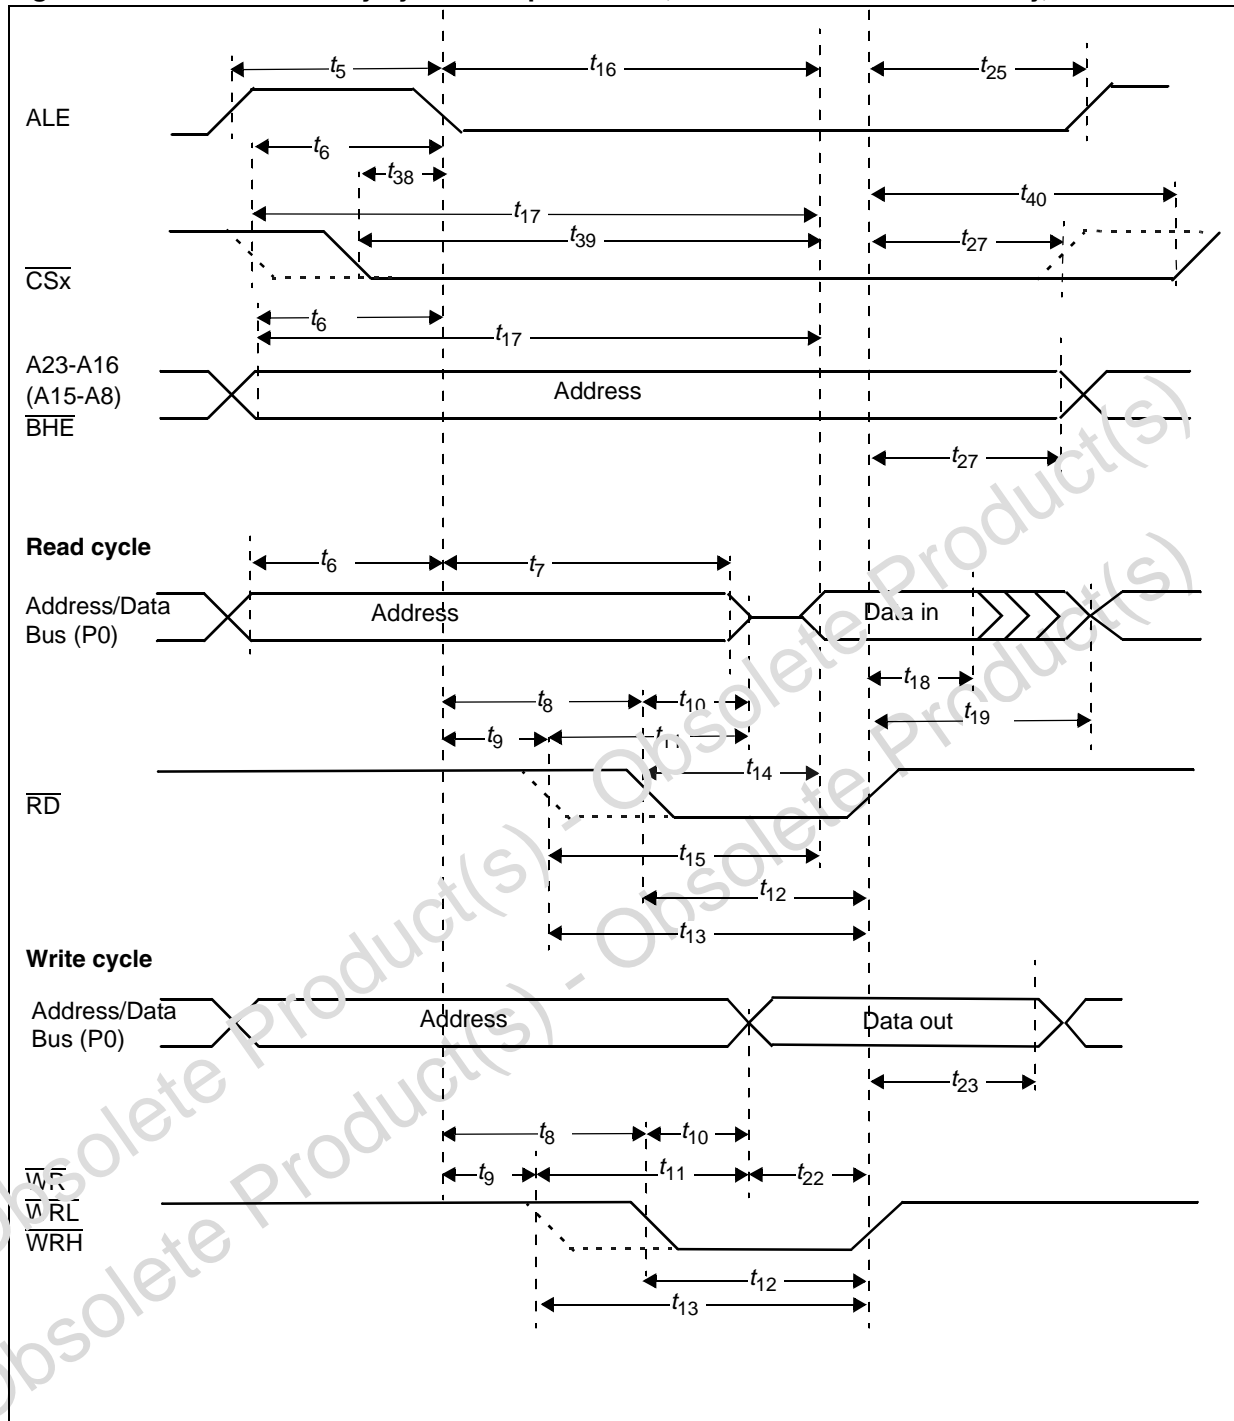 t5
t16
t25
ALE
t6
t38
t40
t17
t39
t27
CSx
t6
t17
A23-A16
(A15-A8)
BHE
Address
t27
Read cycle
t6
t7
Address/Data
Bus (P0)
Address
Data in
t18
t8
t10
t19
t9
t11
t14
RD
t15
t12
t13
Write cycle
Address/Data
Bus (P0)
Address
Data out
t23
t8
t10
t9
t11
t22
WR
WRL
WRH
t12
t13
Obsolete Product(s) - Obsolete Product(s)
Obsolete Product(s) - Obsolete Product(s)